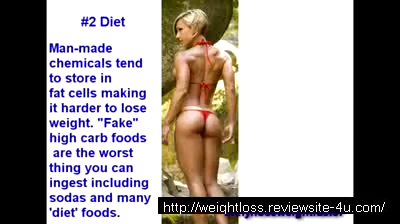 #2 Diet
Man-made
chemicals tend
to store in
fat cells making
it harder to lose
weight. "Fake"
high carb foods
are the worst
thing you can
ingest including
sodas and many
'diet' foods.
http://weightloss.reviewsite-4u.com/